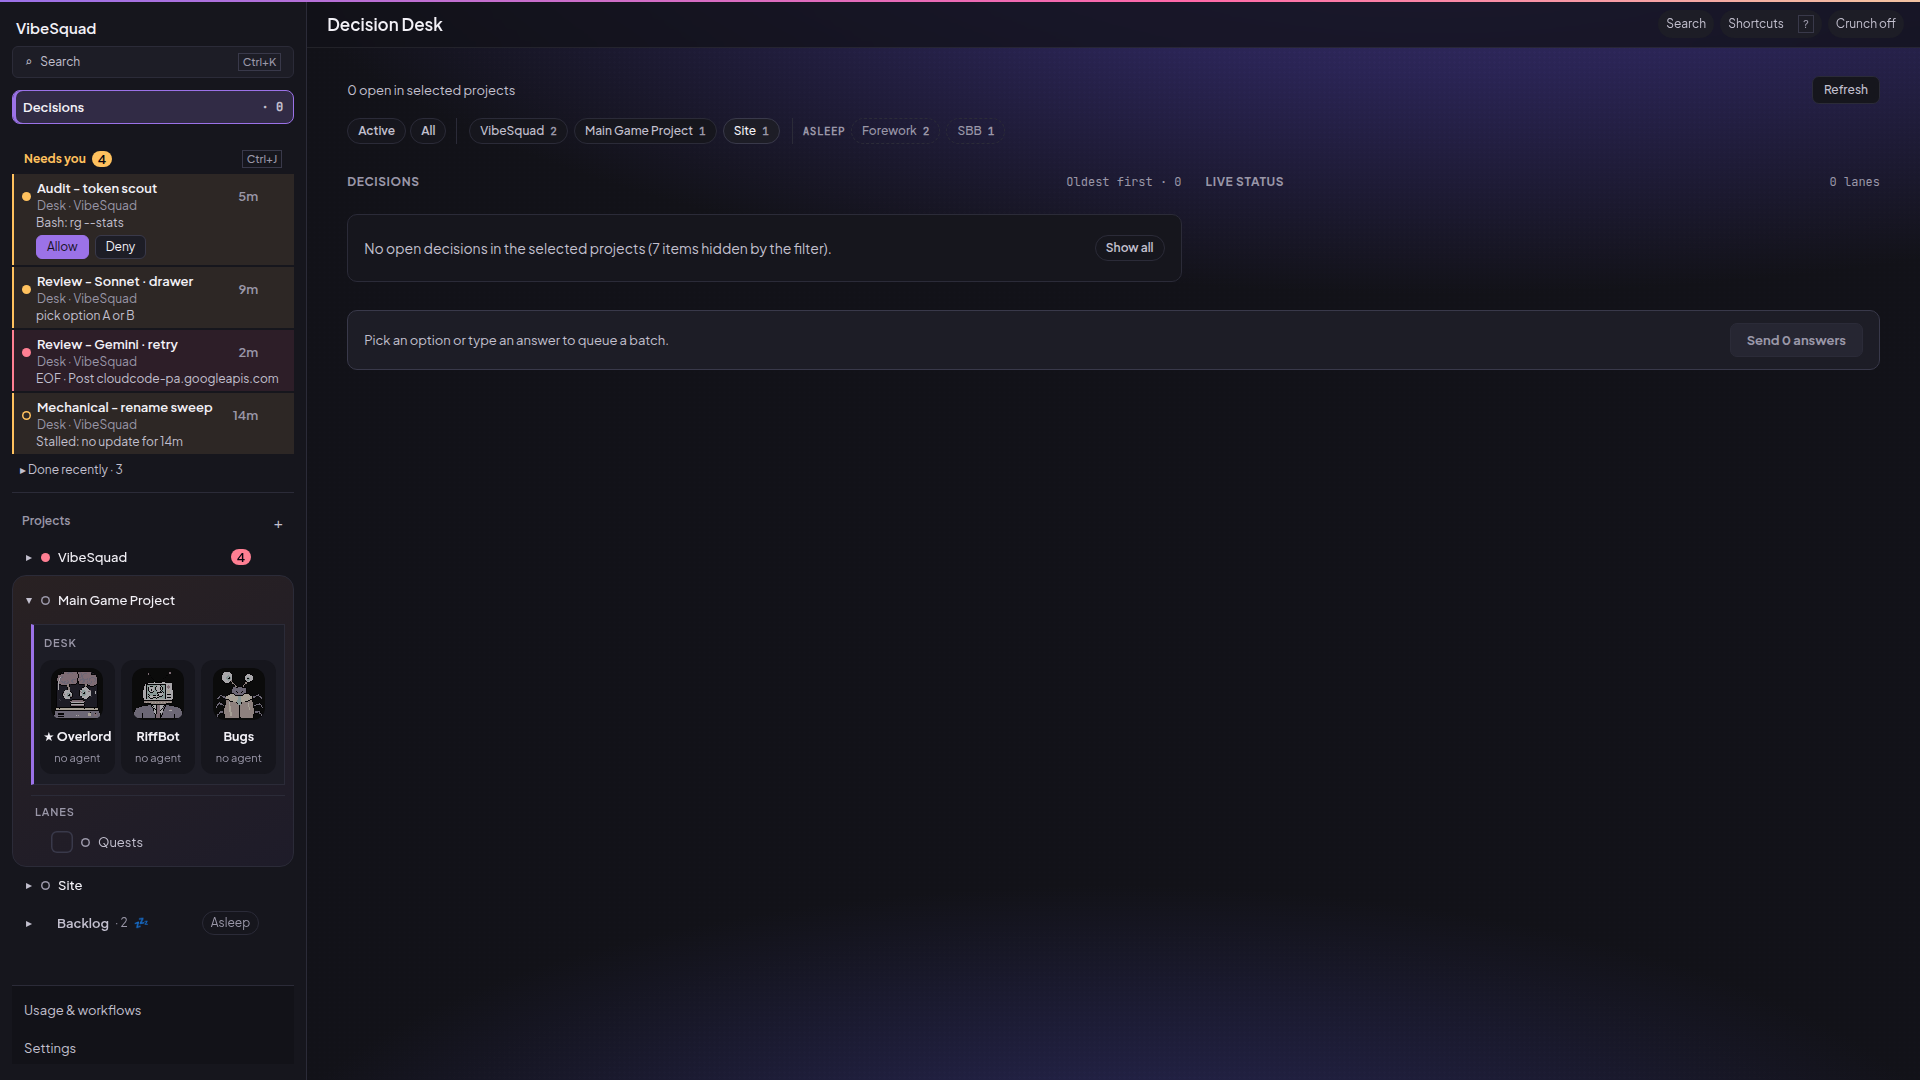 VibeSquad
Search Ctrl+K
Decisions · 0
Needs you 4 Ctrl+J
Audit – token scout 5m
Desk · VibeSquad
Bash: rg --stats
Allow Deny
Review – Sonnet · drawer 9m
Desk · VibeSquad
pick option A or B
Review – Gemini · retry 2m
Desk · VibeSquad
EOF · Post cloudcode-pa.googleapis.com
Mechanical – rename sweep 14m
Desk · VibeSquad
Stalled: no update for 14m
▸ Done recently · 3
Projects +
▸ VibeSquad 4
▾ Main Game Project
DESK
★ Overlord RiffBot Bugs
no agent no agent no agent
LANES
Quests
▸ Site
▸ Backlog · 2 💤 Asleep
Usage & workflows
Settings
Decision Desk Search Shortcuts ? Crunch off
0 open in selected projects Refresh
Active All VibeSquad 2 Main Game Project 1 Site 1 ASLEEP Forework 2 SBB 1
DECISIONS Oldest first · 0 LIVE STATUS 0 lanes
No open decisions in the selected projects (7 items hidden by the filter). Show all
Pick an option or type an answer to queue a batch. Send 0 answers